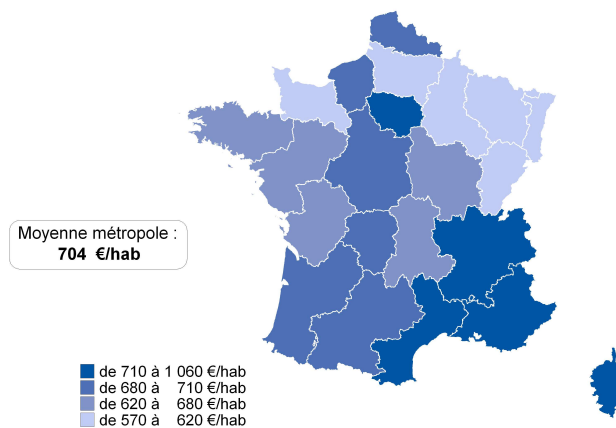 Moyenne métropole :
704 €/hab
de 710 à 1 060 €/hab
de 680 à 710 €/hab
de 620 à 680 €/hab
de 570 à 620 €/hab